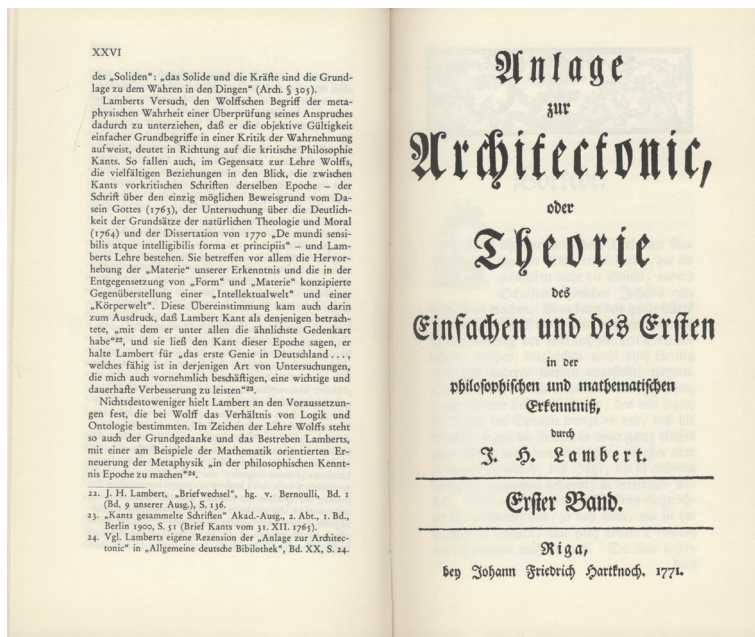 XXVI
des „Soliden“: „das Solide und die Kräfte sind die Grund-
lage zu dem Wahren in den Dingen“ (Arch. § 305).
Lamberts Versuch, den Wolffschen Begriff der meta-
physischen Wahrheit einer Überprüfung seines Anspruches
dadurch zu unterziehen, daß er die objektive Gültigkeit
einfacher Grundbegriffe in einer Kritik der Wahrnehmung
aufweist, deutet in Richtung auf die kritische Philosophie
Kants. So fallen auch, im Gegensatz zur Lehre Wolffs,
die vielfältigen Beziehungen in den Blick, die zwischen
Kants vorkritischen Schriften derselben Epoche – der
Schrift über den einzig möglichen Beweisgrund vom Da-
sein Gottes (1763), der Untersuchung über die Deutlich-
keit der Grundsätze der natürlichen Theologie und Moral
(1764) und der Dissertation von 1770 „De mundi sensi-
bilis atque intelligibilis forma et principiis“ – und Lam-
berts Lehre bestehen. Sie betreffen vor allem die Hervor-
hebung der „Materie“ unserer Erkenntnis und die in der
Entgegensetzung von „Form“ und „Materie“ konzipierte
Gegenüberstellung einer „Intellektualwelt“ und einer
„Körperwelt“. Diese Übereinstimmung kam auch darin
zum Ausdruck, daß Lambert Kant als denjenigen betrach-
tete, „mit dem er unter allen die ähnlichste Gedenkart
habe“²², und sie ließ den Kant dieser Epoche sagen, er
halte Lambert für „das erste Genie in Deutschland . . . ,
welches fähig ist in derjenigen Art von Untersuchungen,
die mich auch vornehmlich beschäftigen, eine wichtige und
dauerhafte Verbesserung zu leisten“²³.
Nichtsdestoweniger hielt Lambert an den Voraussetzun-
gen fest, die bei Wolff das Verhältnis von Logik und
Ontologie bestimmten. Im Zeichen der Lehre Wolffs steht
so auch der Grundgedanke und das Bestreben Lamberts,
mit einer am Beispiele der Mathematik orientierten Er-
neuerung der Metaphysik „in der philosophischen Kennt-
nis Epoche zu machen“²⁴.
22. J. H. Lambert, „Briefwechsel“, hg. v. Bernoulli, Bd. 1
(Bd. 9 unserer Ausg.), S. 136.
23. „Kants gesammelte Schriften“ Akad.-Ausg., 2. Abt., 1. Bd.,
Berlin 1900, S. 51 (Brief Kants vom 31. XII. 1765).
24. Vgl. Lamberts eigene Rezension der „Anlage zur Architec-
tonic“ in „Allgemeine deutsche Bibilothek“, Bd. XX, S. 24.
Anlage
zur
Architectonic,
oder
Theorie
des
Einfachen und des Ersten
in der
philosophischen und mathematischen
Erkenntniß,
durch
J. H. Lambert.
Erster Band.
Riga,
bey Johann Friedrich Hartknoch. 1771.